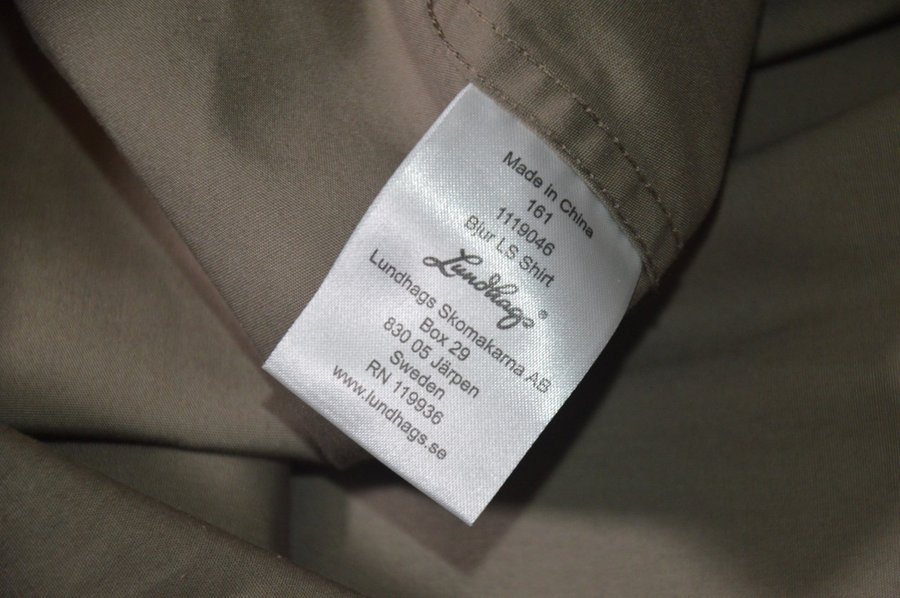 Made in China
161
1119046
Blur LS Shirt
Lundhags®
Lundhags Skomakarna AB
Box 29
830 05 Järpen
Sweden
RN 119936
www.lundhags.se